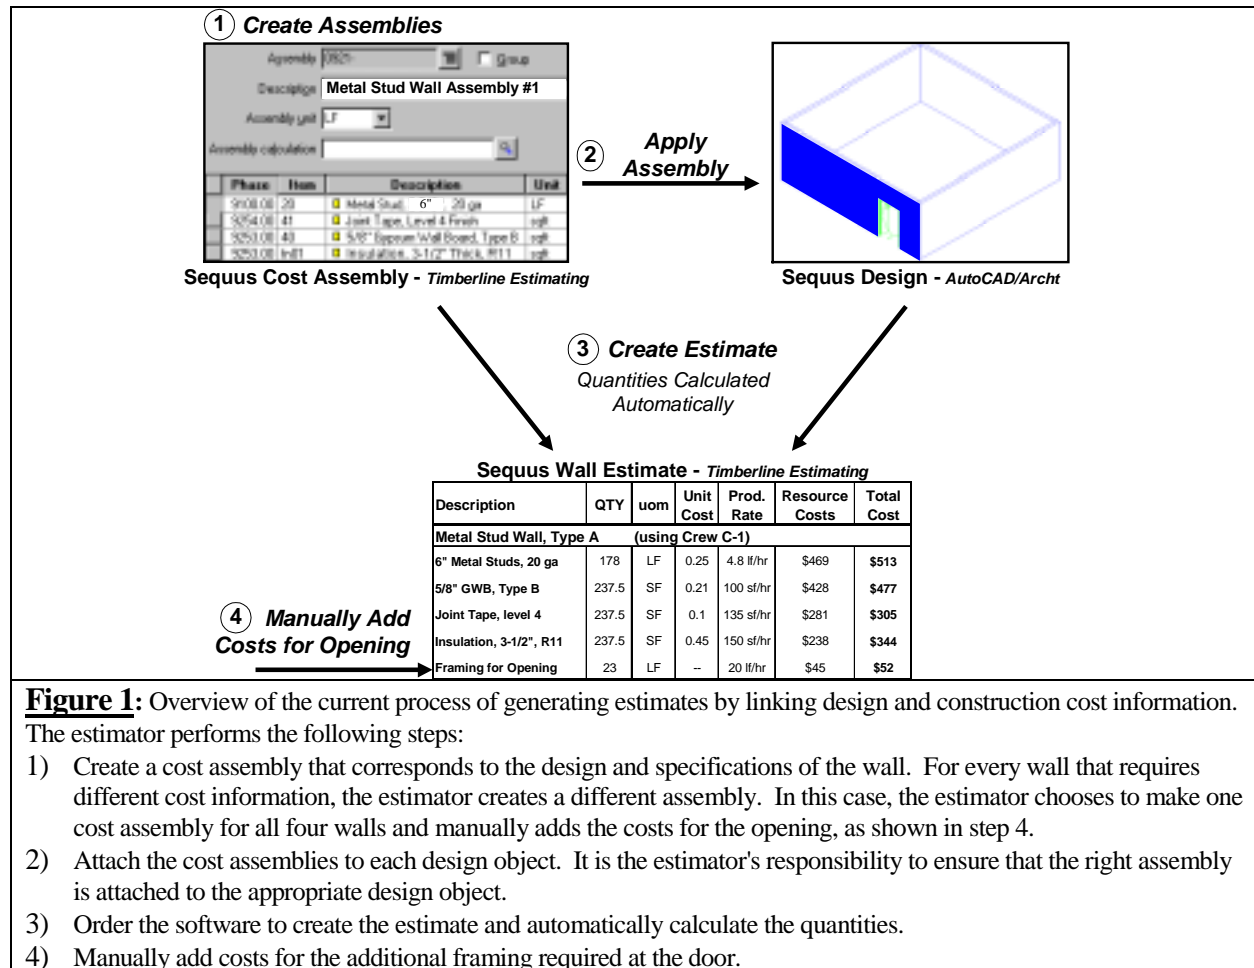 1 Create Assemblies
Assembly 0925- Group
Description Metal Stud Wall Assembly #1
Assembly unit LF
Assembly calculation
Phase Item Description Unit
9100.00 20 Metal Stud, 6" 20 ga LF
9254.00 41 Joint Tape, Level 4 Finish sqft
9250.00 40 5/8" Gypsum Wall Board, Type B sqft
9253.00 In01 Insulation, 3-1/2" Thick, R11 sqft
Sequus Cost Assembly - Timberline Estimating
2 Apply
Assembly
Sequus Design - AutoCAD/Archt
3 Create Estimate
Quantities Calculated
Automatically
Sequus Wall Estimate - Timberline Estimating
Description QTY uom Unit Cost Prod. Rate Resource Costs Total Cost
Metal Stud Wall, Type A (using Crew C-1)
6" Metal Studs, 20 ga 178 LF 0.25 4.8 lf/hr $469 $513
5/8" GWB, Type B 237.5 SF 0.21 100 sf/hr $428 $477
Joint Tape, level 4 237.5 SF 0.1 135 sf/hr $281 $305
Insulation, 3-1/2", R11 237.5 SF 0.45 150 sf/hr $238 $344
Framing for Opening 23 LF -- 20 lf/hr $45 $52
4 Manually Add
Costs for Opening
Figure 1: Overview of the current process of generating estimates by linking design and construction cost information.
The estimator performs the following steps:
1) Create a cost assembly that corresponds to the design and specifications of the wall. For every wall that requires
different cost information, the estimator creates a different assembly. In this case, the estimator chooses to make one
cost assembly for all four walls and manually adds the costs for the opening, as shown in step 4.
2) Attach the cost assemblies to each design object. It is the estimator's responsibility to ensure that the right assembly
is attached to the appropriate design object.
3) Order the software to create the estimate and automatically calculate the quantities.
4) Manually add costs for the additional framing required at the door.